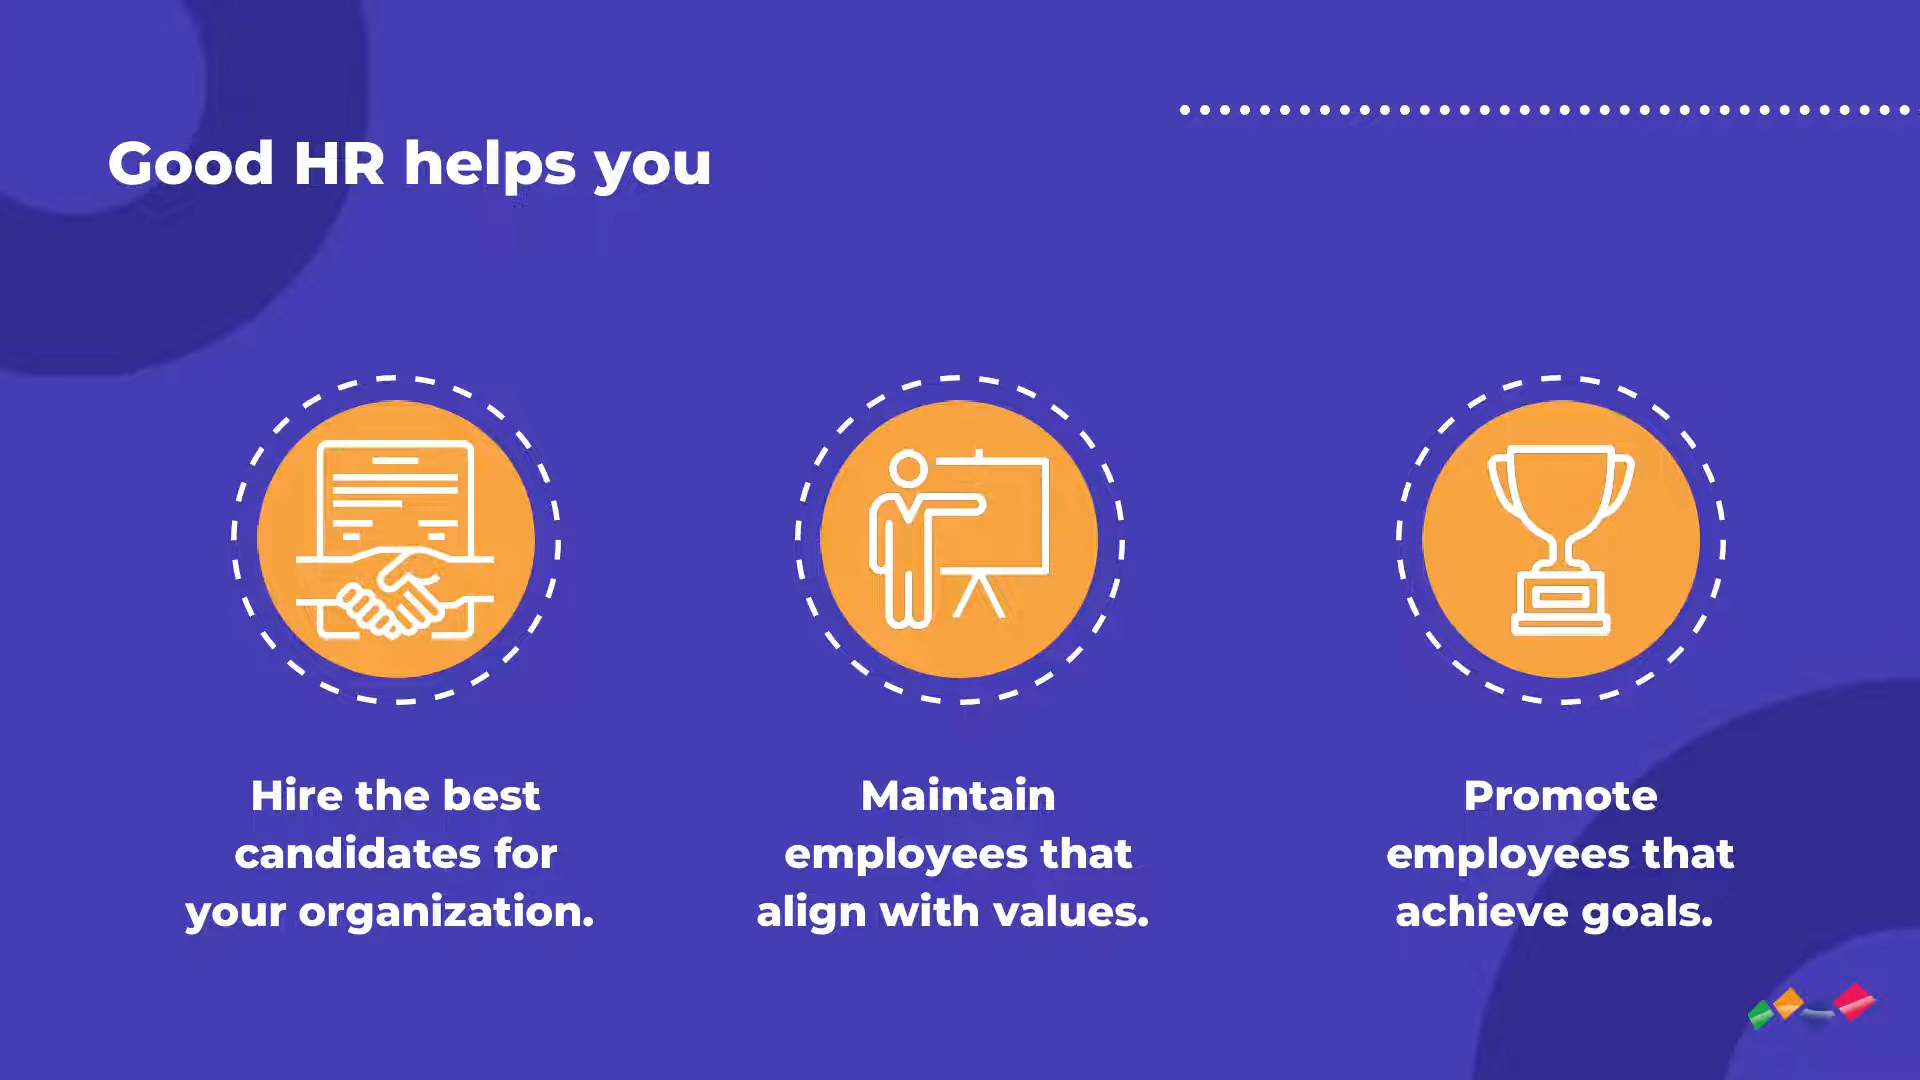 Good HR helps you
Hire the best
candidates for
your organization.
Maintain
employees that
align with values.
Promote
employees that
achieve goals.